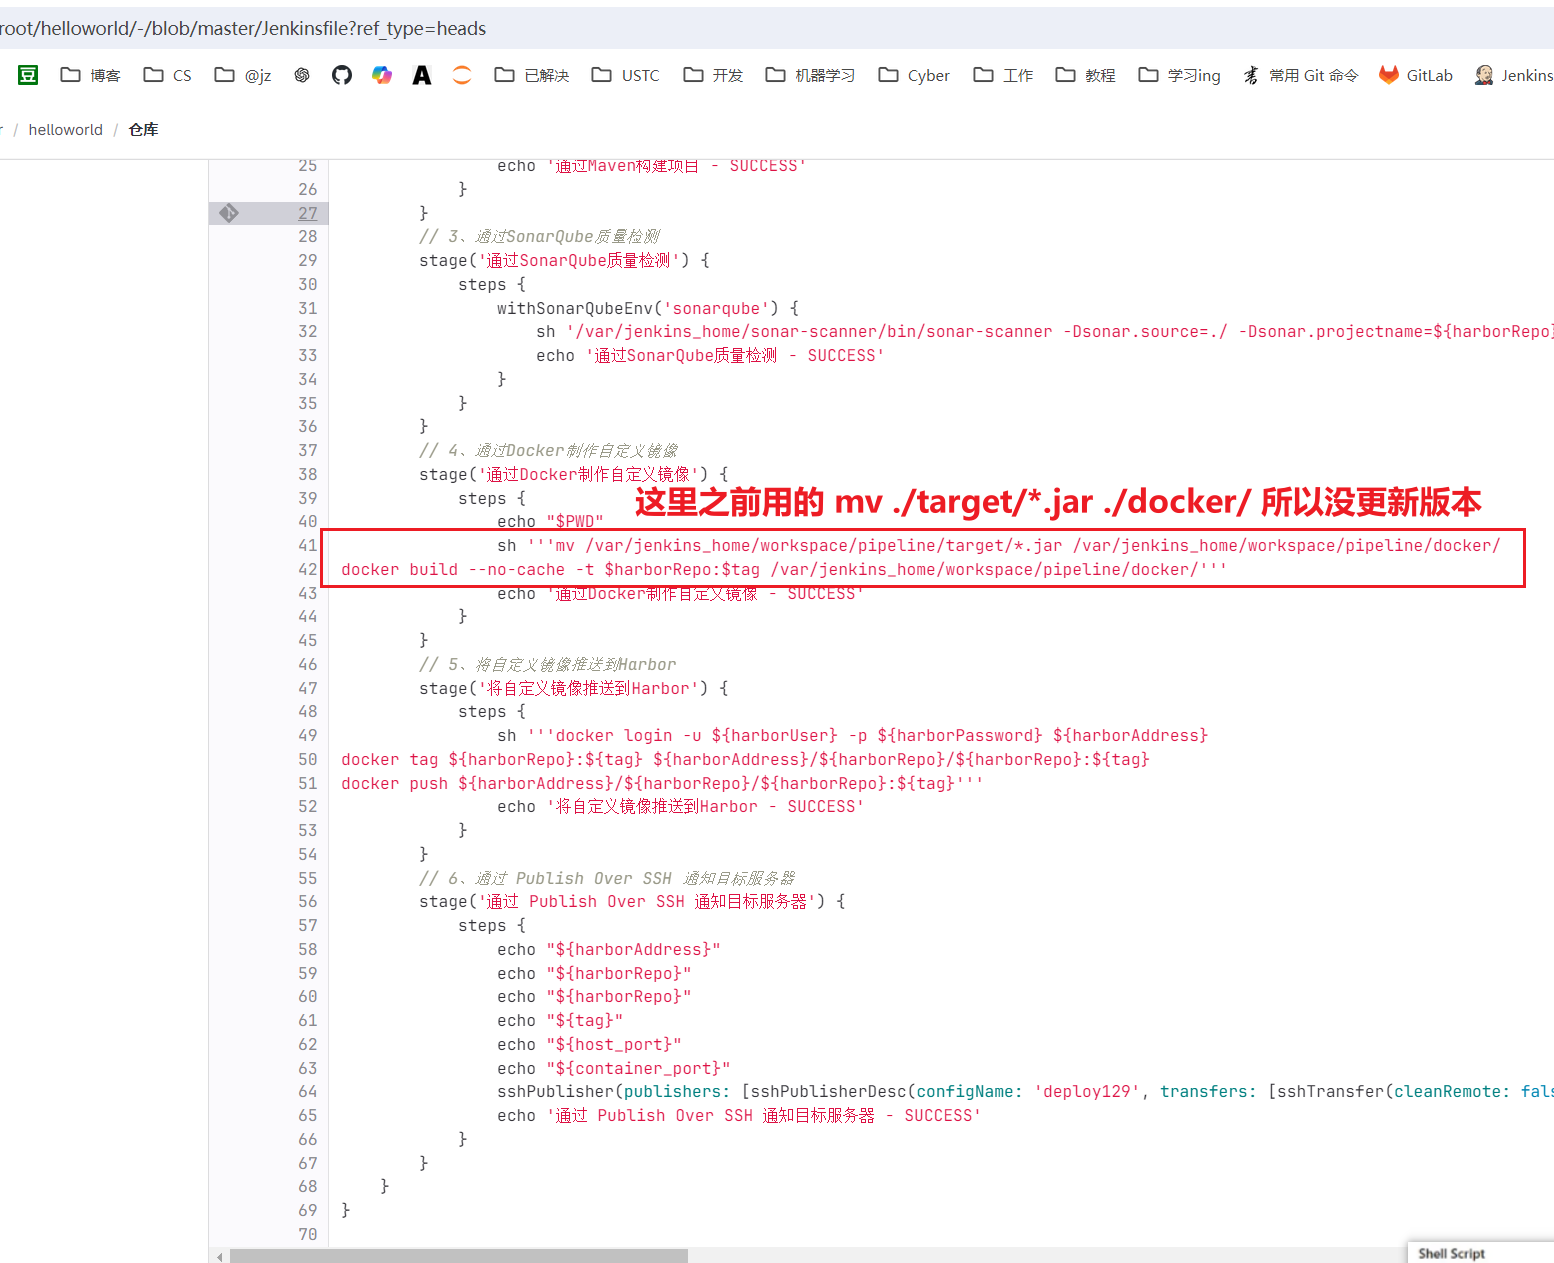 root/helloworld/-/blob/master/Jenkinsfile?ref_type=heads
博客 CS @jz 已解决 USTC 开发 机器学习 Cyber 工作 教程 学习ing 常用 Git 命令 GitLab Jenkins
r / helloworld / 仓库
25 echo '通过Maven构建项目 - SUCCESS'
26 }
27 }
28 // 3、通过SonarQube质量检测
29 stage('通过SonarQube质量检测') {
30 steps {
31 withSonarQubeEnv('sonarqube') {
32 sh '/var/jenkins_home/sonar-scanner/bin/sonar-scanner -Dsonar.source=./ -Dsonar.projectname=${harborRepo}
33 echo '通过SonarQube质量检测 - SUCCESS'
34 }
35 }
36 }
37 // 4、通过Docker制作自定义镜像
38 stage('通过Docker制作自定义镜像') {
39 steps {
这里之前用的 mv ./target/*.jar ./docker/ 所以没更新版本
40 echo "$PWD"
41 sh '''mv /var/jenkins_home/workspace/pipeline/target/*.jar /var/jenkins_home/workspace/pipeline/docker/
42 docker build --no-cache -t $harborRepo:$tag /var/jenkins_home/workspace/pipeline/docker/'''
43 echo '通过Docker制作自定义镜像 - SUCCESS'
44 }
45 }
46 // 5、将自定义镜像推送到Harbor
47 stage('将自定义镜像推送到Harbor') {
48 steps {
49 sh '''docker login -u ${harborUser} -p ${harborPassword} ${harborAddress}
50 docker tag ${harborRepo}:${tag} ${harborAddress}/${harborRepo}/${harborRepo}:${tag}
51 docker push ${harborAddress}/${harborRepo}/${harborRepo}:${tag}'''
52 echo '将自定义镜像推送到Harbor - SUCCESS'
53 }
54 }
55 // 6、通过 Publish Over SSH 通知目标服务器
56 stage('通过 Publish Over SSH 通知目标服务器') {
57 steps {
58 echo "${harborAddress}"
59 echo "${harborRepo}"
60 echo "${harborRepo}"
61 echo "${tag}"
62 echo "${host_port}"
63 echo "${container_port}"
64 sshPublisher(publishers: [sshPublisherDesc(configName: 'deploy129', transfers: [sshTransfer(cleanRemote: fals
65 echo '通过 Publish Over SSH 通知目标服务器 - SUCCESS'
66 }
67 }
68 }
69 }
70
Shell Script